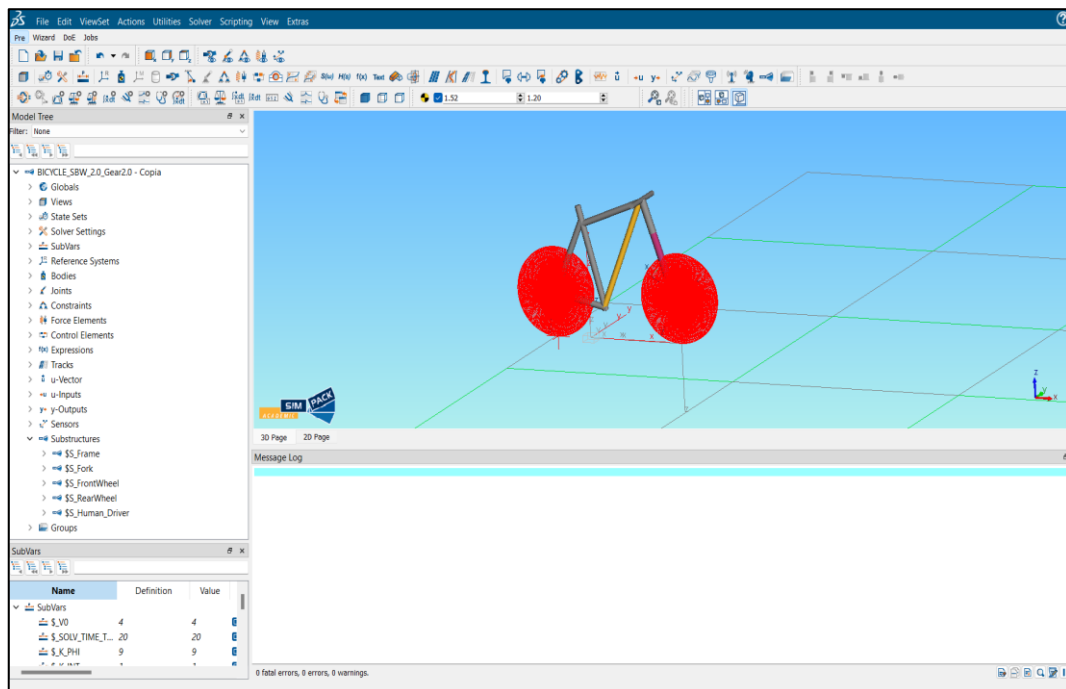 File Edit ViewSet Actions Utilities Solver Scripting View Extras
Pre Wizard DoE Jobs
1.52 1.20
Model Tree
Filter: None
BICYCLE_SBW_2.0_Gear2.0 - Copia
Globals
Views
State Sets
Solver Settings
SubVars
Reference Systems
Bodies
Joints
Constraints
Force Elements
Control Elements
f(x) Expressions
Tracks
u-Vector
u-Inputs
y-Outputs
Sensors
Substructures
$S_Frame
$S_Fork
$S_FrontWheel
$S_RearWheel
$S_Human_Driver
Groups
SIMPACK
ACADEMIC
z
y
x
3D Page 2D Page
Message Log
SubVars
Name Definition Value
SubVars
$_V0 4 4
$_SOLV_TIME_T... 20 20
$_K_PHI 9 9
0 fatal errors, 0 errors, 0 warnings.